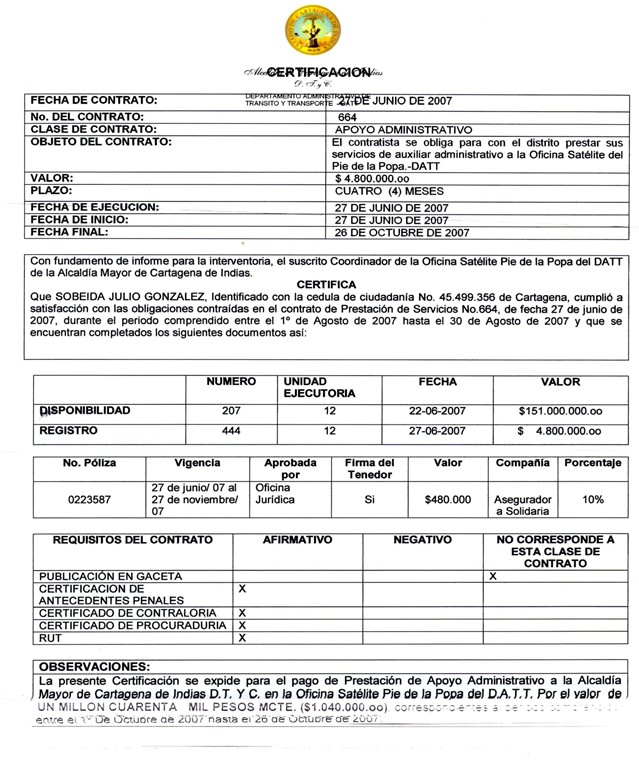 CERTIFICACION
D. T. y C.
DEPARTAMENTO ADMINISTRATIVO DE
TRANSITO Y TRANSPORTE
FECHA DE CONTRATO: 27 DE JUNIO DE 2007
No. DEL CONTRATO: 664
CLASE DE CONTRATO: APOYO ADMINISTRATIVO
OBJETO DEL CONTRATO: El contratista se obliga para con el distrito prestar sus
servicios de auxiliar administrativo a la Oficina Satélite del
Pie de la Popa.-DATT
VALOR: $ 4.800.000.oo
PLAZO: CUATRO (4) MESES
FECHA DE EJECUCION: 27 DE JUNIO DE 2007
FECHA DE INICIO: 27 DE JUNIO DE 2007
FECHA FINAL: 26 DE OCTUBRE DE 2007
Con fundamento de informe para la interventoria, el suscrito Coordinador de la Oficina Satélite Pie de la Popa del DATT
de la Alcaldía Mayor de Cartagena de Indias.
CERTIFICA
Que SOBEIDA JULIO GONZALEZ, Identificado con la cedula de ciudadanía No. 45.499.356 de Cartagena, cumplió a
satisfacción con las obligaciones contraídas en el contrato de Prestación de Servicios No.664, de fecha 27 de junio de
2007, durante el periodo comprendido entre el 1º de Agosto de 2007 hasta el 30 de Agosto de 2007 y que se
encuentran completados los siguientes documentos así:
NUMERO UNIDAD EJECUTORIA FECHA VALOR
DISPONIBILIDAD 207 12 22-06-2007 $151.000.000.oo
REGISTRO 444 12 27-06-2007 $ 4.800.000.oo
No. Póliza Vigencia Aprobada por Firma del Tenedor Valor Compañía Porcentaje
0223587 27 de junio/ 07 al 27 de noviembre/ 07 Oficina Jurídica Si $480.000 Asegurador a Solidaria 10%
REQUISITOS DEL CONTRATO AFIRMATIVO NEGATIVO NO CORRESPONDE A ESTA CLASE DE CONTRATO
PUBLICACIÓN EN GACETA X
CERTIFICACION DE ANTECEDENTES PENALES X
CERTIFICADO DE CONTRALORIA X
CERTIFICADO DE PROCURADURIA X
RUT X
OBSERVACIONES:
La presente Certificación se expide para el pago de Prestación de Apoyo Administrativo a la Alcaldía
Mayor de Cartagena de Indias D.T. Y C. en la Oficina Satélite Pie de la Popa del D.A.T.T. Por el valor de
UN MILLON CUARENTA MIL PESOS MCTE. ($1.040.000.oo), correspondientes a
entre el 1º De Octubre de 2007 hasta el 26 de Octubre de 2007